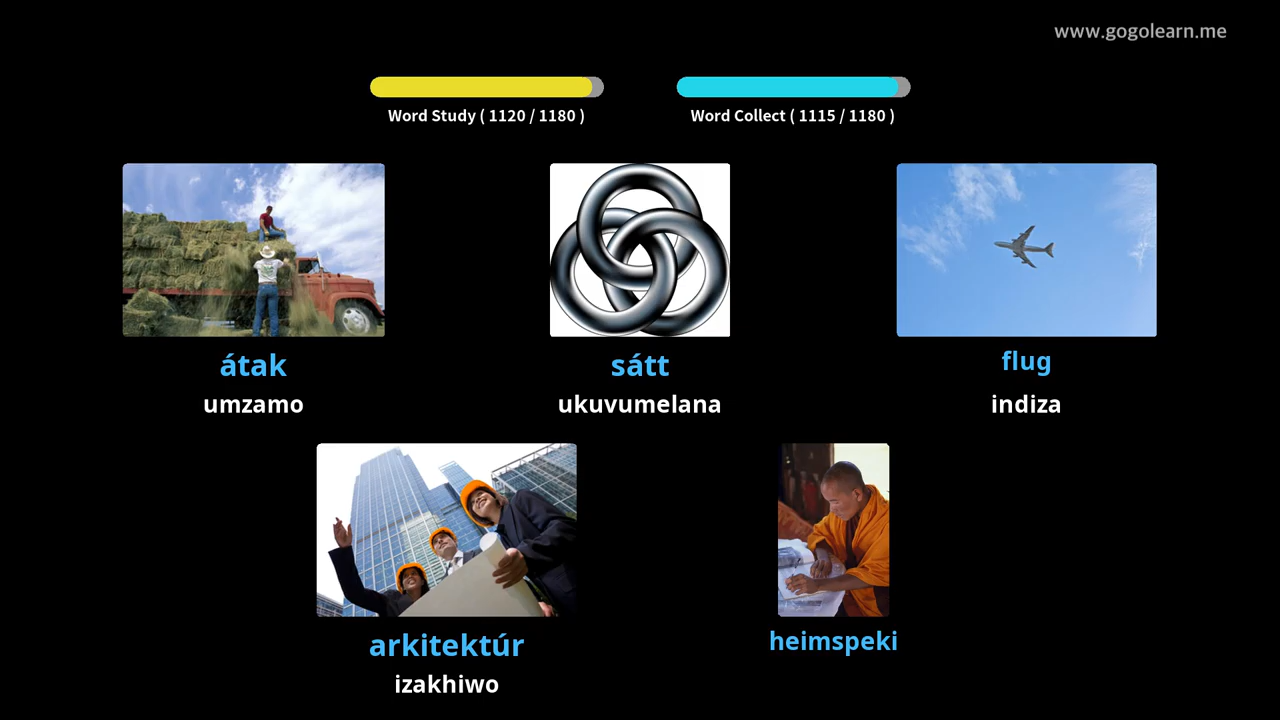 www.gogolearn.me
Word Study ( 1120 / 1180 )
Word Collect ( 1115 / 1180 )
átak
sátt
flug
umzamo
ukuvumelana
indiza
arkitektúr
heimspeki
izakhiwo